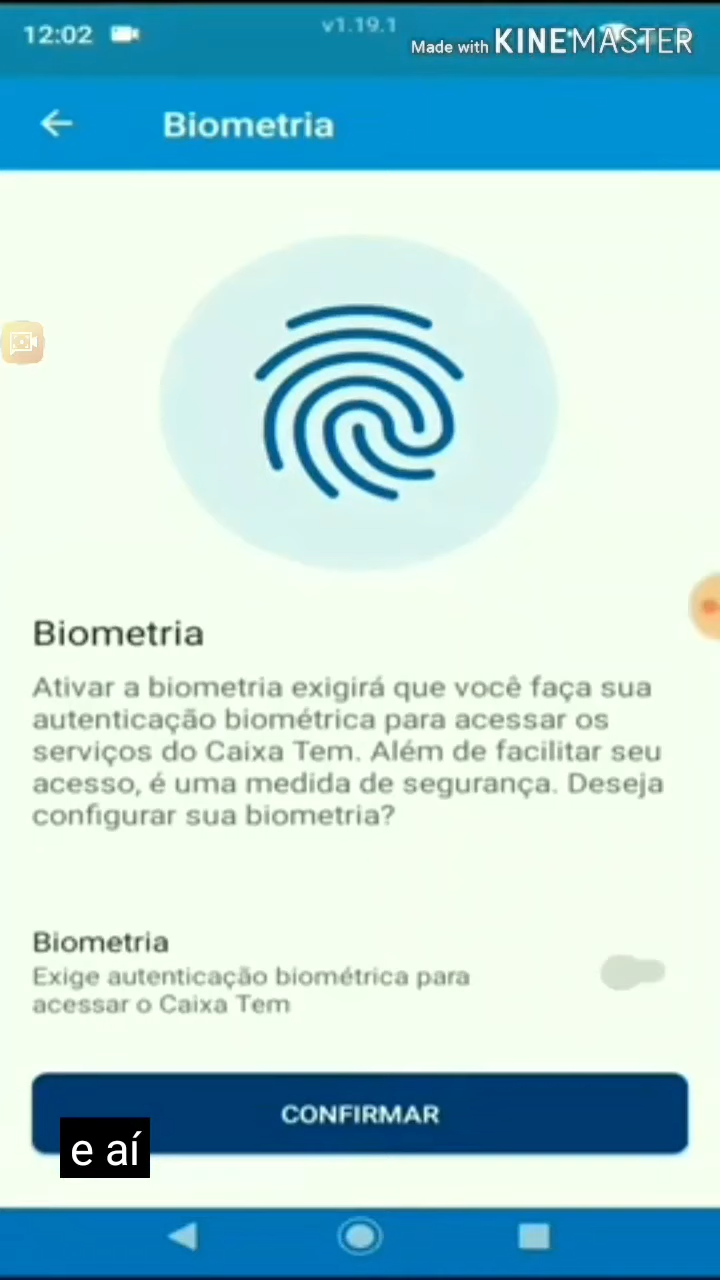 12:02
v1.19.1
Made with KINEMASTER
Biometria
Biometria
Ativar a biometria exigirá que você faça sua
autenticação biométrica para acessar os
serviços do Caixa Tem. Além de facilitar seu
acesso, é uma medida de segurança. Deseja
configurar sua biometria?
Biometria
Exige autenticação biométrica para
acessar o Caixa Tem
CONFIRMAR
e aí